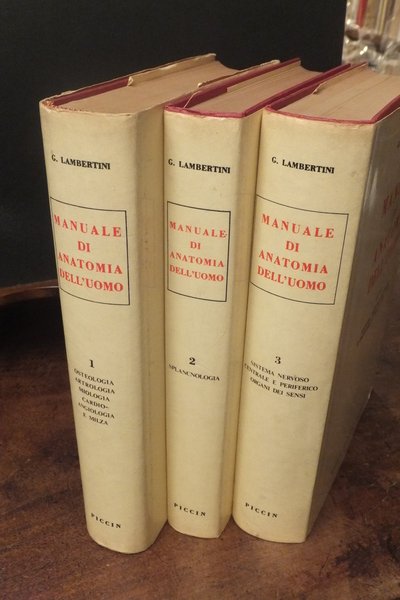 G. LAMBERTINI
MANUALE
DI
ANATOMIA
DELL'UOMO
1
OSTEOLOGIA
ARTROLOGIA
MIOLOGIA
CARDIO-
ANGIOLOGIA
E MILZA
PICCIN
G. LAMBERTINI
MANUALE
DI
ANATOMIA
DELL'UOMO
2
SPLANCNOLOGIA
PICCIN
G. LAMBERTINI
MANUALE
DI
ANATOMIA
DELL'UOMO
3
SISTEMA NERVOSO
CENTRALE E PERIFERICO
ORGANI DEI SENSI
PICCIN